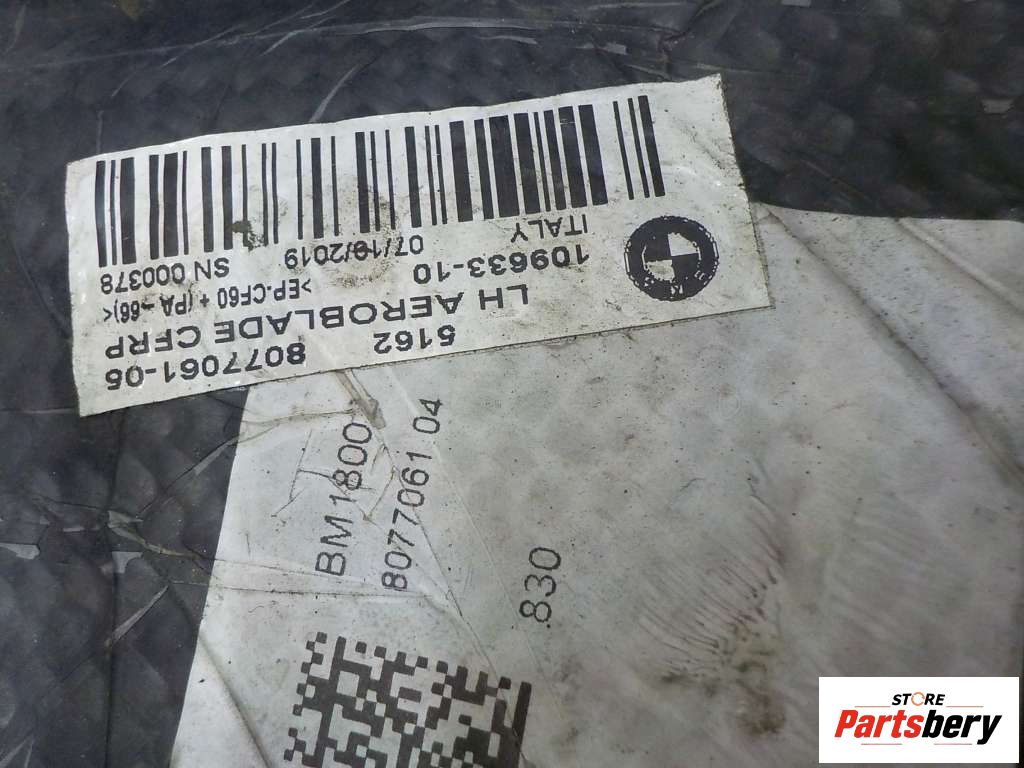 5162
8077061-05
LH AEROBLADE CFRP
>EP-CF60 + (PA -66)<
109633-10
ITALY
07/10/2019
SN 000378
BM1800
8077061 04
830
STORE
Partsbery